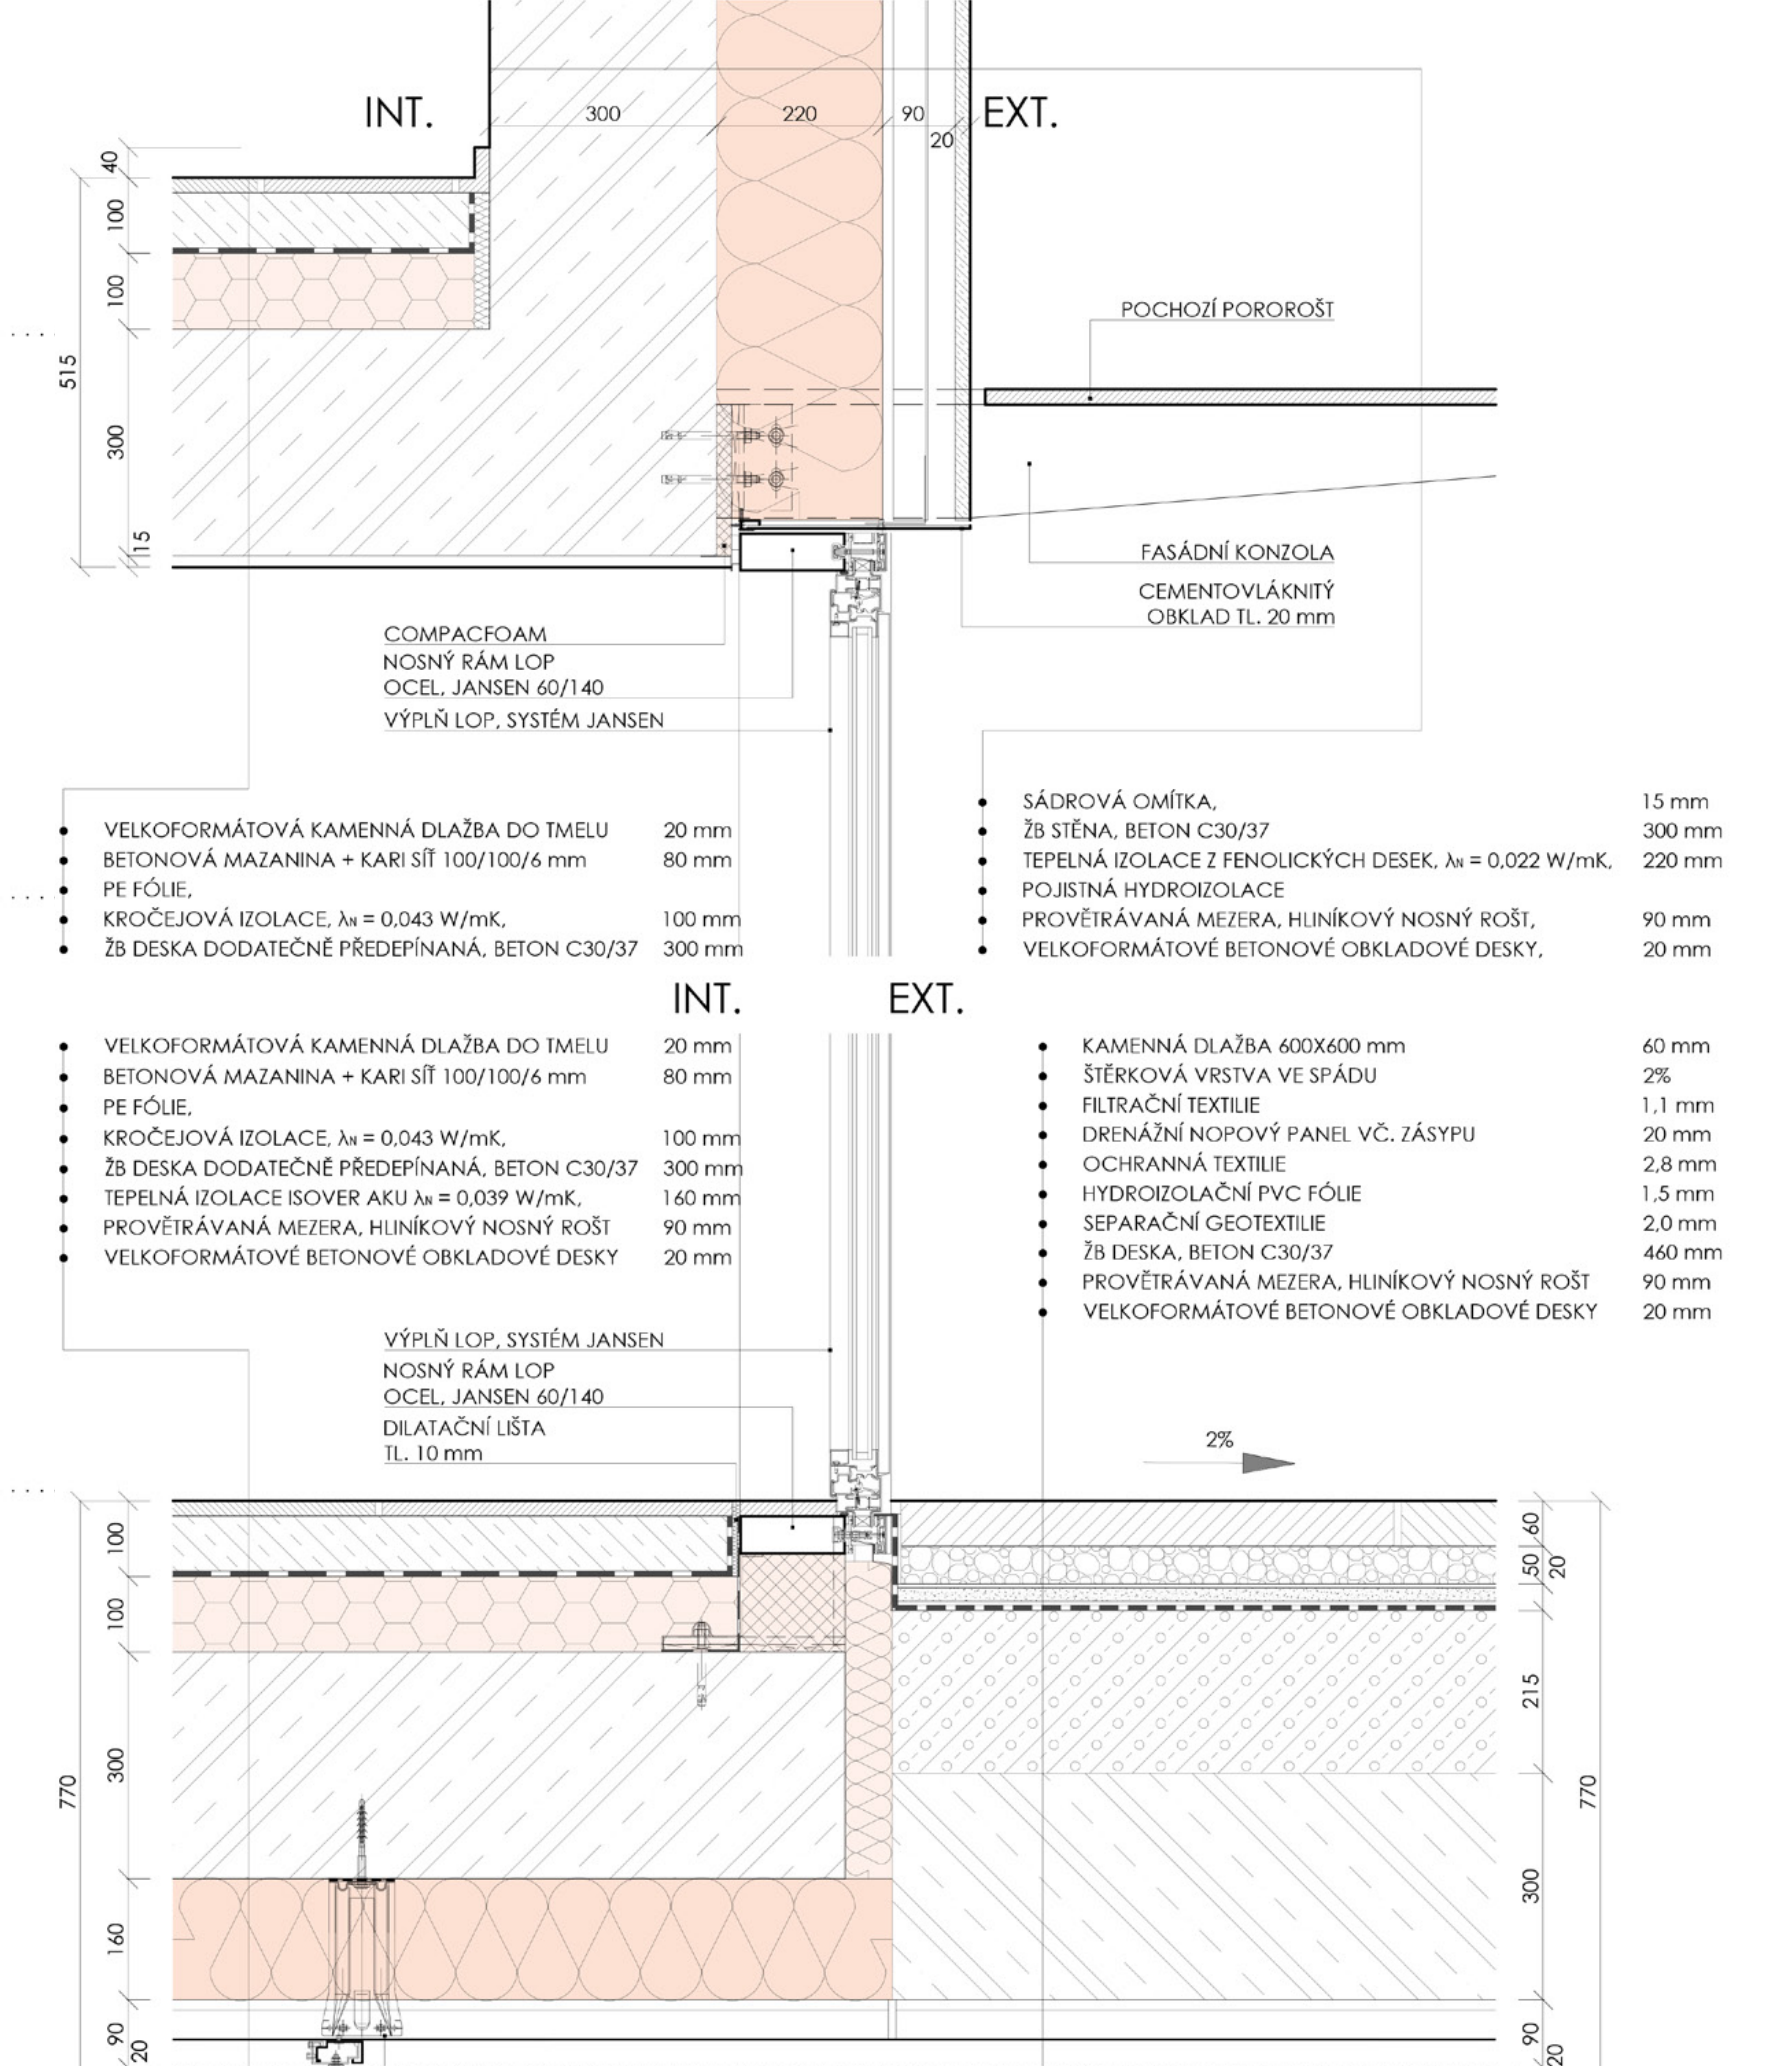 INT.
300
220
90
20
EXT.
40
100
100
515
300
15
POCHOZÍ POROROŠT
FASÁDNÍ KONZOLA
CEMENTOVLÁKNITÝ
OBKLAD TL. 20 mm
COMPACFOAM
NOSNÝ RÁM LOP
OCEL, JANSEN 60/140
VÝPLŇ LOP, SYSTÉM JANSEN
VELKOFORMÁTOVÁ KAMENNÁ DLAŽBA DO TMELU 20 mm
BETONOVÁ MAZANINA + KARI SÍŤ 100/100/6 mm 80 mm
PE FÓLIE,
KROČEJOVÁ IZOLACE, λN = 0,043 W/mK, 100 mm
ŽB DESKA DODATEČNĚ PŘEDEPÍNANÁ, BETON C30/37 300 mm
SÁDROVÁ OMÍTKA, 15 mm
ŽB STĚNA, BETON C30/37 300 mm
TEPELNÁ IZOLACE Z FENOLICKÝCH DESEK, λN = 0,022 W/mK, 220 mm
POJISTNÁ HYDROIZOLACE
PROVĚTRÁVANÁ MEZERA, HLINÍKOVÝ NOSNÝ ROŠT, 90 mm
VELKOFORMÁTOVÉ BETONOVÉ OBKLADOVÉ DESKY, 20 mm
INT.
EXT.
VELKOFORMÁTOVÁ KAMENNÁ DLAŽBA DO TMELU 20 mm
BETONOVÁ MAZANINA + KARI SÍŤ 100/100/6 mm 80 mm
PE FÓLIE,
KROČEJOVÁ IZOLACE, λN = 0,043 W/mK, 100 mm
ŽB DESKA DODATEČNĚ PŘEDEPÍNANÁ, BETON C30/37 300 mm
TEPELNÁ IZOLACE ISOVER AKU λN = 0,039 W/mK, 160 mm
PROVĚTRÁVANÁ MEZERA, HLINÍKOVÝ NOSNÝ ROŠT 90 mm
VELKOFORMÁTOVÉ BETONOVÉ OBKLADOVÉ DESKY 20 mm
KAMENNÁ DLAŽBA 600X600 mm 60 mm
ŠTĚRKOVÁ VRSTVA VE SPÁDU 2%
FILTRAČNÍ TEXTILIE 1,1 mm
DRENÁŽNÍ NOPOVÝ PANEL VČ. ZÁSYPU 20 mm
OCHRANNÁ TEXTILIE 2,8 mm
HYDROIZOLAČNÍ PVC FÓLIE 1,5 mm
SEPARAČNÍ GEOTEXTILIE 2,0 mm
ŽB DESKA, BETON C30/37 460 mm
PROVĚTRÁVANÁ MEZERA, HLINÍKOVÝ NOSNÝ ROŠT 90 mm
VELKOFORMÁTOVÉ BETONOVÉ OBKLADOVÉ DESKY 20 mm
VÝPLŇ LOP, SYSTÉM JANSEN
NOSNÝ RÁM LOP
OCEL, JANSEN 60/140
DILATAČNÍ LIŠTA
TL. 10 mm
2%
100
100
300
770
160
90
20
60
50
20
215
770
300
90
20